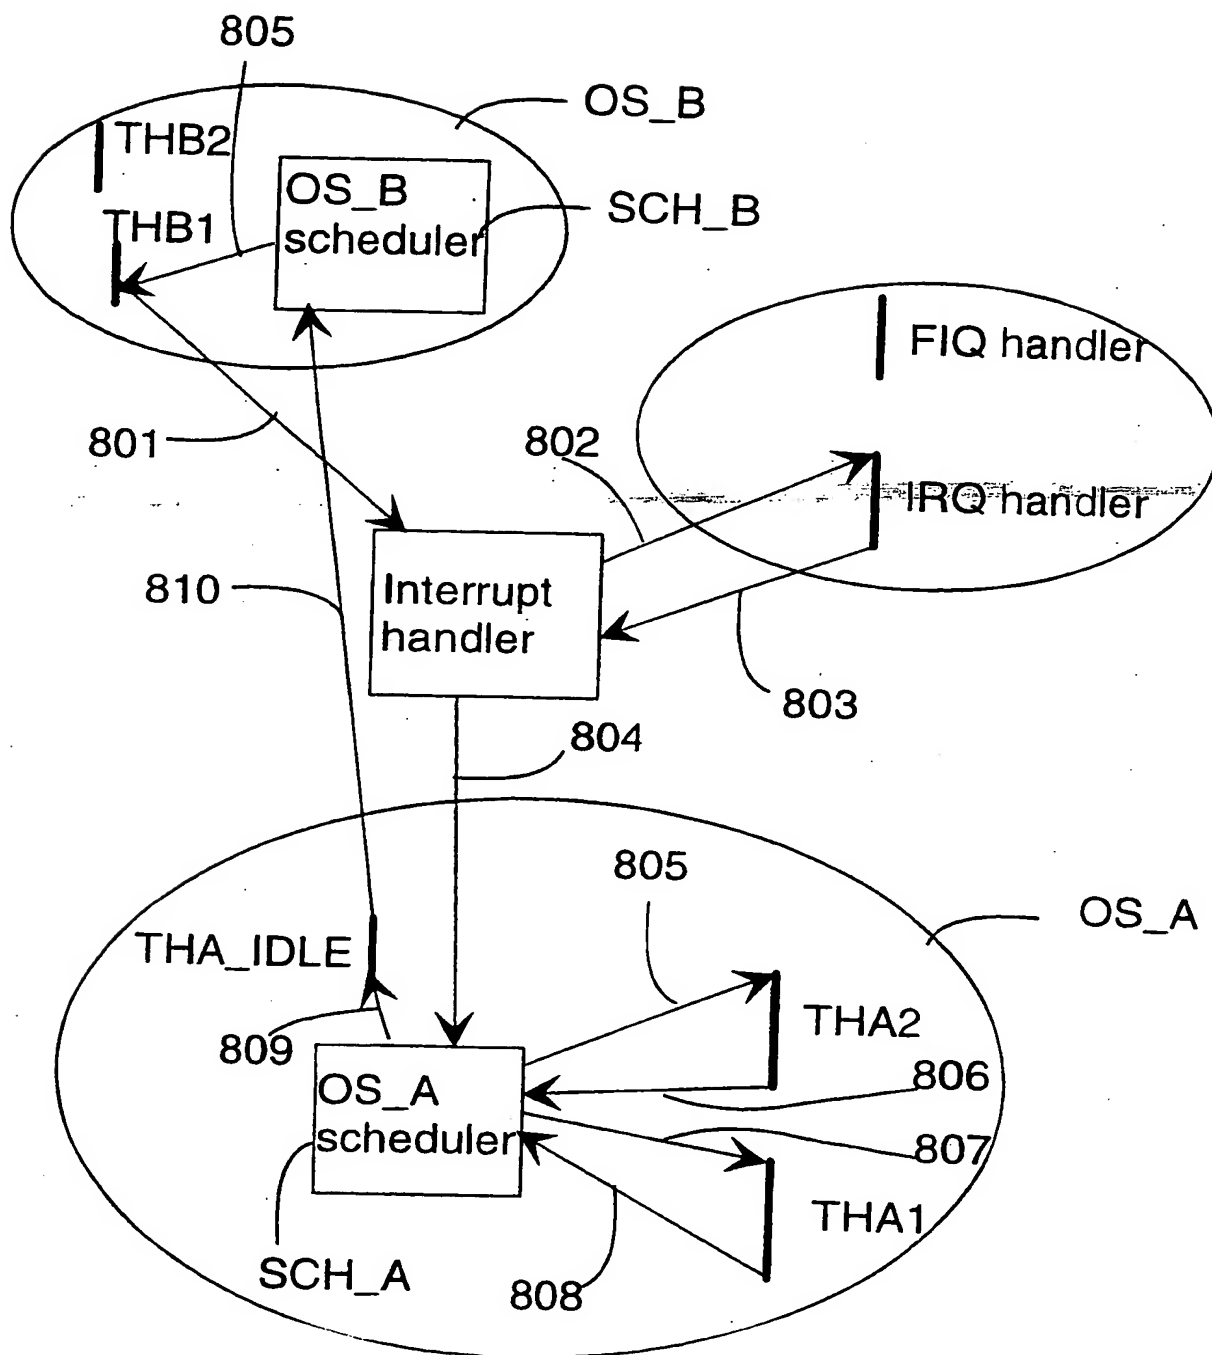 805
OS_B
THB2
OS_B
scheduler
SCH_B
THB1
FIQ handler
801
802
IRQ handler
810
Interrupt
handler
803
804
805
OS_A
THA_IDLE
THA2
809
806
OS_A
scheduler
807
THA1
SCH_A
808